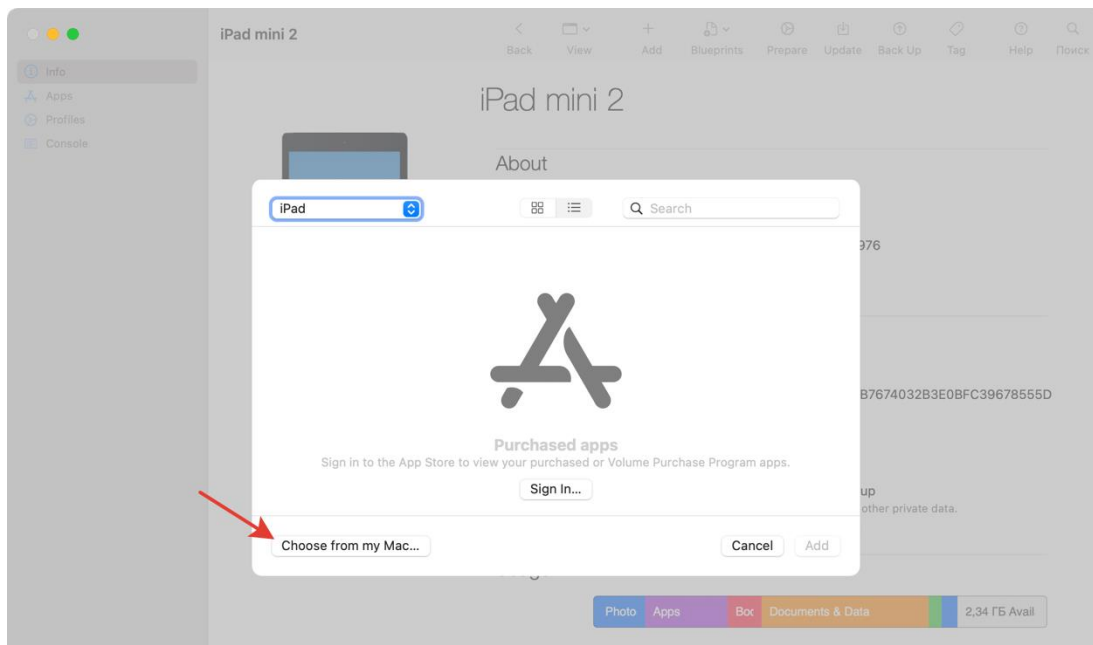 iPad mini 2
Back
View
Add
Blueprints
Prepare
Update
Back Up
Tag
Help
Поиск
Info
Apps
Profiles
Console
iPad mini 2
About
iPad
Search
976
B7674032B3E0BFC39678555D
Purchased apps
Sign in to the App Store to view your purchased or Volume Purchase Program apps.
Sign In...
up
other private data.
Choose from my Mac...
Cancel
Add
Photo
Apps
Box
Documents & Data
2,34 ГБ Avail